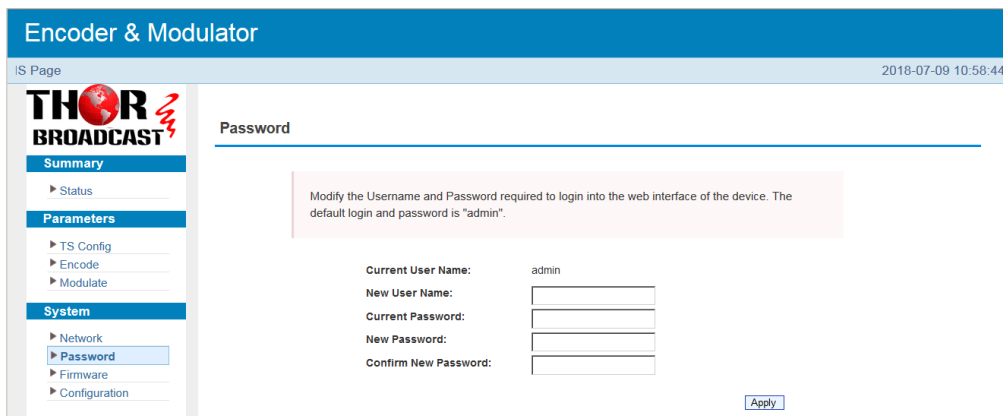 Encoder & Modulator
IS Page
2018-07-09 10:58:44
THOR
BROADCAST
Summary
Status
Parameters
TS Config
Encode
Modulate
System
Network
Password
Firmware
Configuration
Password
Modify the Username and Password required to login into the web interface of the device. The
default login and password is "admin".
Current User Name: admin
New User Name:
Current Password:
New Password:
Confirm New Password:
Apply